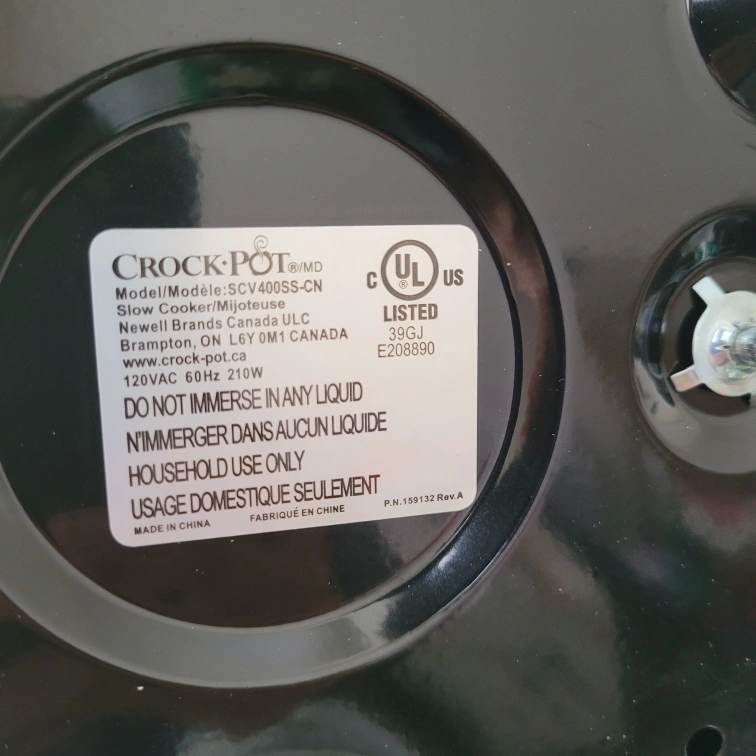 CROCK·POT®/MD
Model/Modèle:SCV400SS-CN
Slow Cooker/Mijoteuse
Newell Brands Canada ULC
Brampton, ON L6Y 0M1 CANADA
www.crock-pot.ca
120VAC 60Hz 210W
C UL US
LISTED
39GJ
E208890
DO NOT IMMERSE IN ANY LIQUID
N'IMMERGER DANS AUCUN LIQUIDE
HOUSEHOLD USE ONLY
USAGE DOMESTIQUE SEULEMENT
MADE IN CHINA FABRIQUÉ EN CHINE P.N.159132 Rev.A